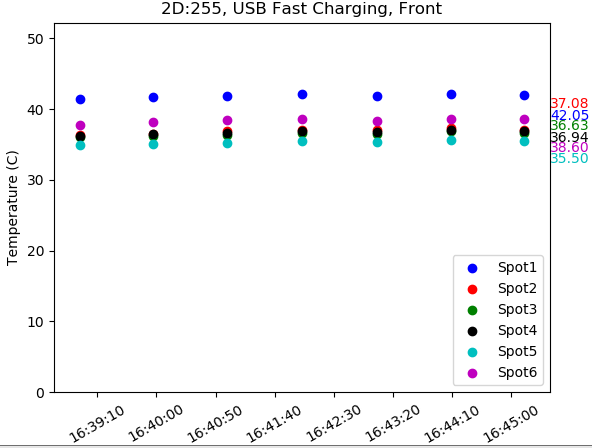 2D:255, USB Fast Charging, Front
50
40
30
20
10
0
Temperature (C)
37.08
42.05
36.63
36.94
38.60
35.50
Spot1
Spot2
Spot3
Spot4
Spot5
Spot6
16:39:10
16:40:00
16:40:50
16:41:40
16:42:30
16:43:20
16:44:10
16:45:00